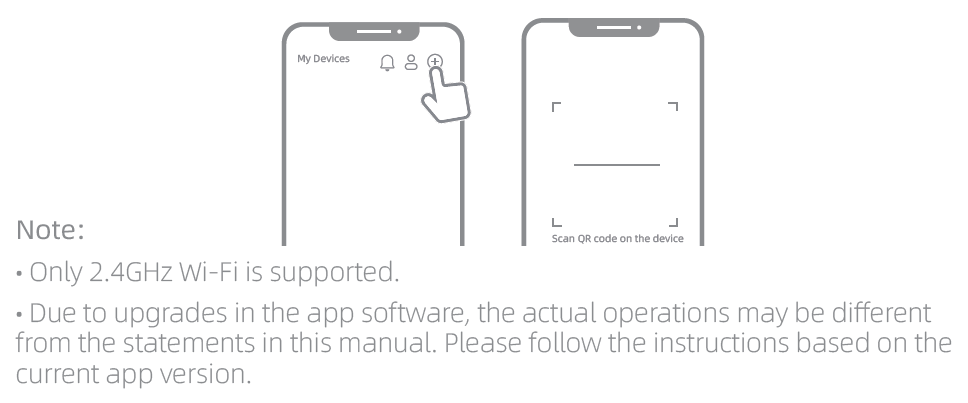 My Devices
Scan QR code on the device
Note:
• Only 2.4GHz Wi-Fi is supported.
• Due to upgrades in the app software, the actual operations may be different
from the statements in this manual. Please follow the instructions based on the
current app version.